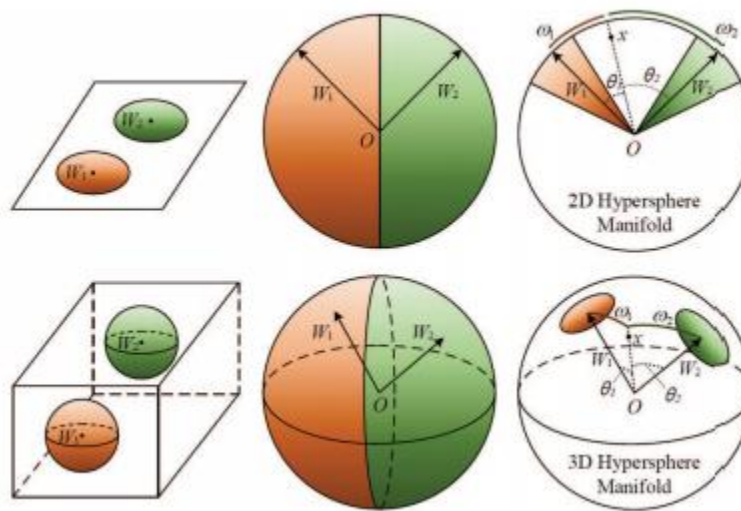 W₂
W₁
W₁
W₂
O
ω₁
ω₂
x
θ₁
θ₂
W₁
W₂
O
2D Hypersphere
Manifold
W₂
W₁
W₁
W₂
O
ω₁
ω₂
x
W₁
W₂
θ₁
θ₂
O
3D Hypersphere
Manifold